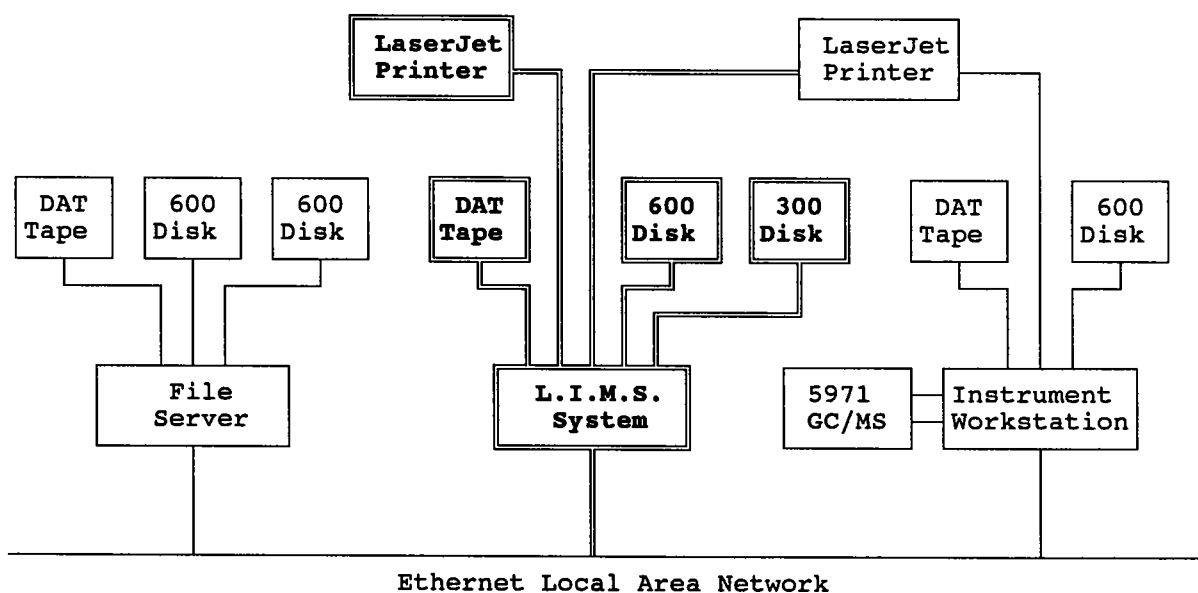 LaserJet
Printer
LaserJet
Printer
DAT
Tape
600
Disk
600
Disk
DAT
Tape
600
Disk
300
Disk
DAT
Tape
600
Disk
File
Server
L.I.M.S.
System
5971
GC/MS
Instrument
Workstation
Ethernet Local Area Network